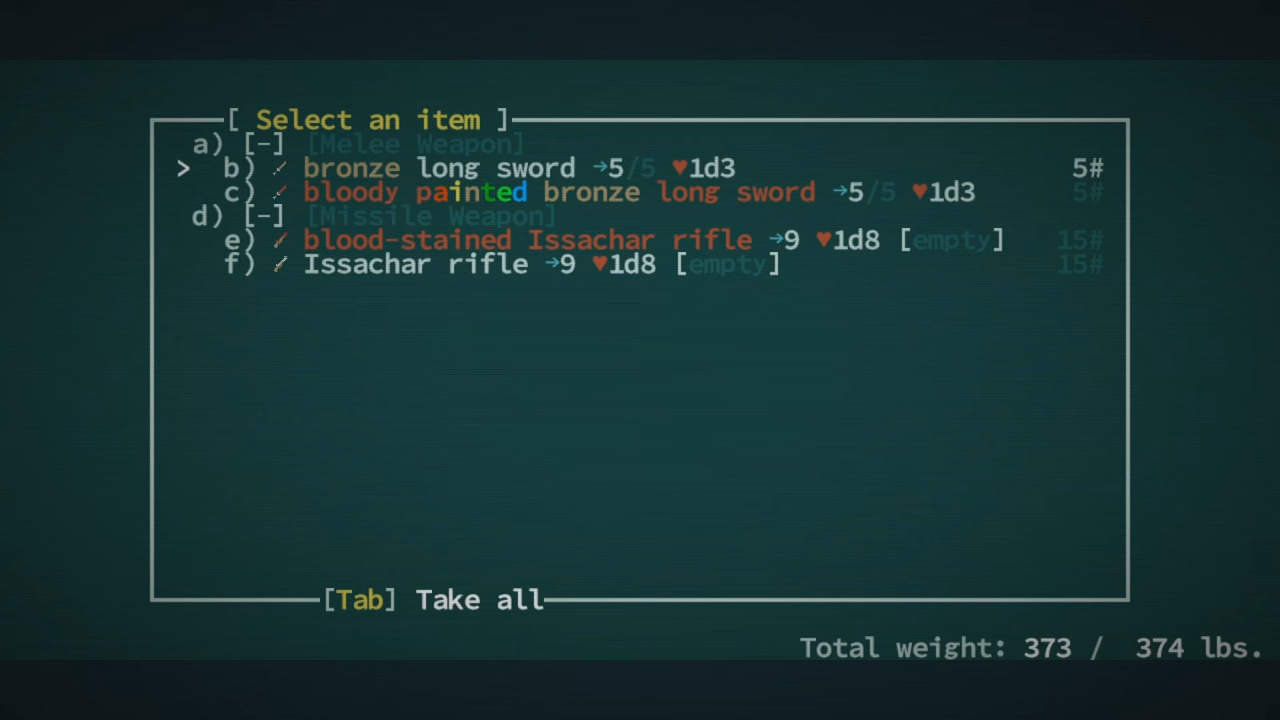 [ Select an item ]
a) [-] [Melee Weapon]
> b) bronze long sword →5/5 ♥1d3 5#
c) bloody painted bronze long sword →5/5 ♥1d3 5#
d) [-] [Missile Weapon]
e) blood-stained Issachar rifle →9 ♥1d8 [empty] 15#
f) Issachar rifle →9 ♥1d8 [empty] 15#
[Tab] Take all
Total weight: 373 / 374 lbs.